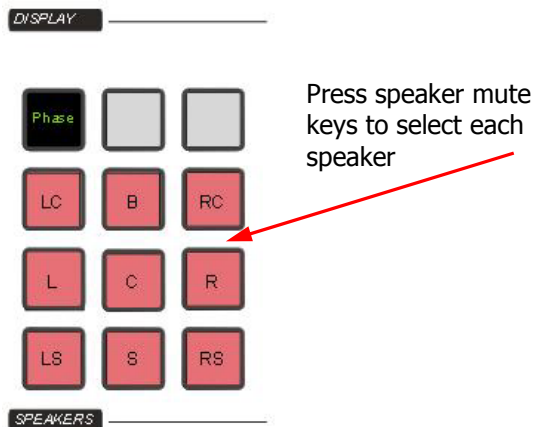 DISPLAY
Phase
Press speaker mute
keys to select each
speaker
LC B RC
L C R
LS S RS
SPEAKERS